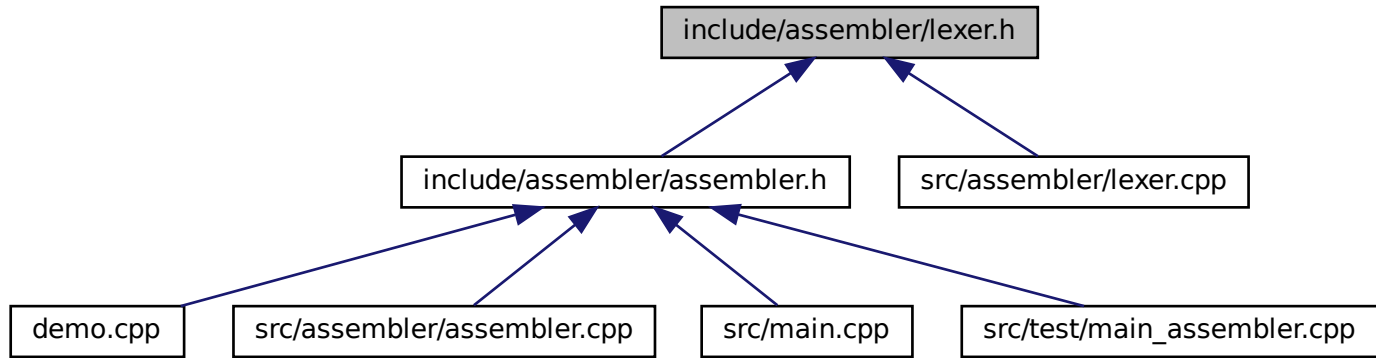 include/assembler/lexer.h
include/assembler/assembler.h
src/assembler/lexer.cpp
demo.cpp
src/assembler/assembler.cpp
src/main.cpp
src/test/main_assembler.cpp